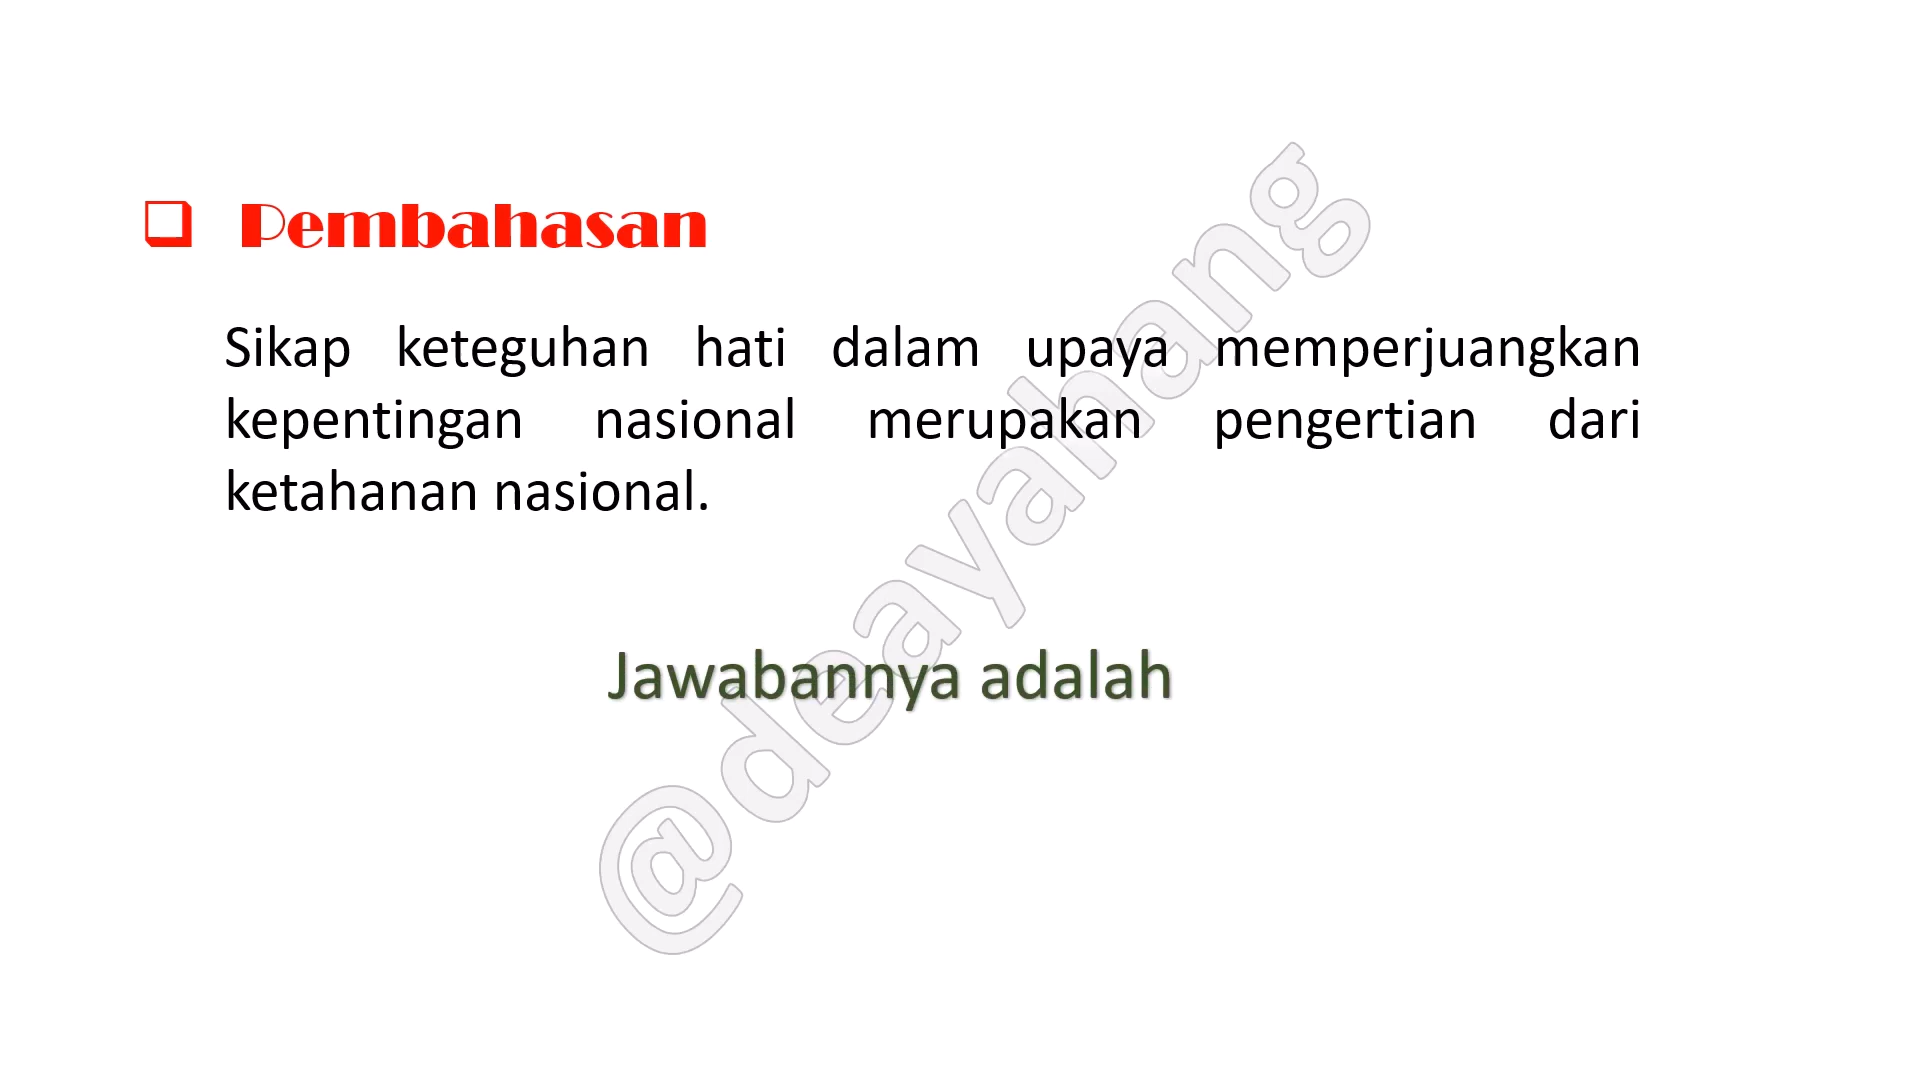 Pembahasan
Sikap keteguhan hati dalam upaya memperjuangkan
kepentingan nasional merupakan pengertian dari
ketahanan nasional.
Jawabannya adalah
@deayahang